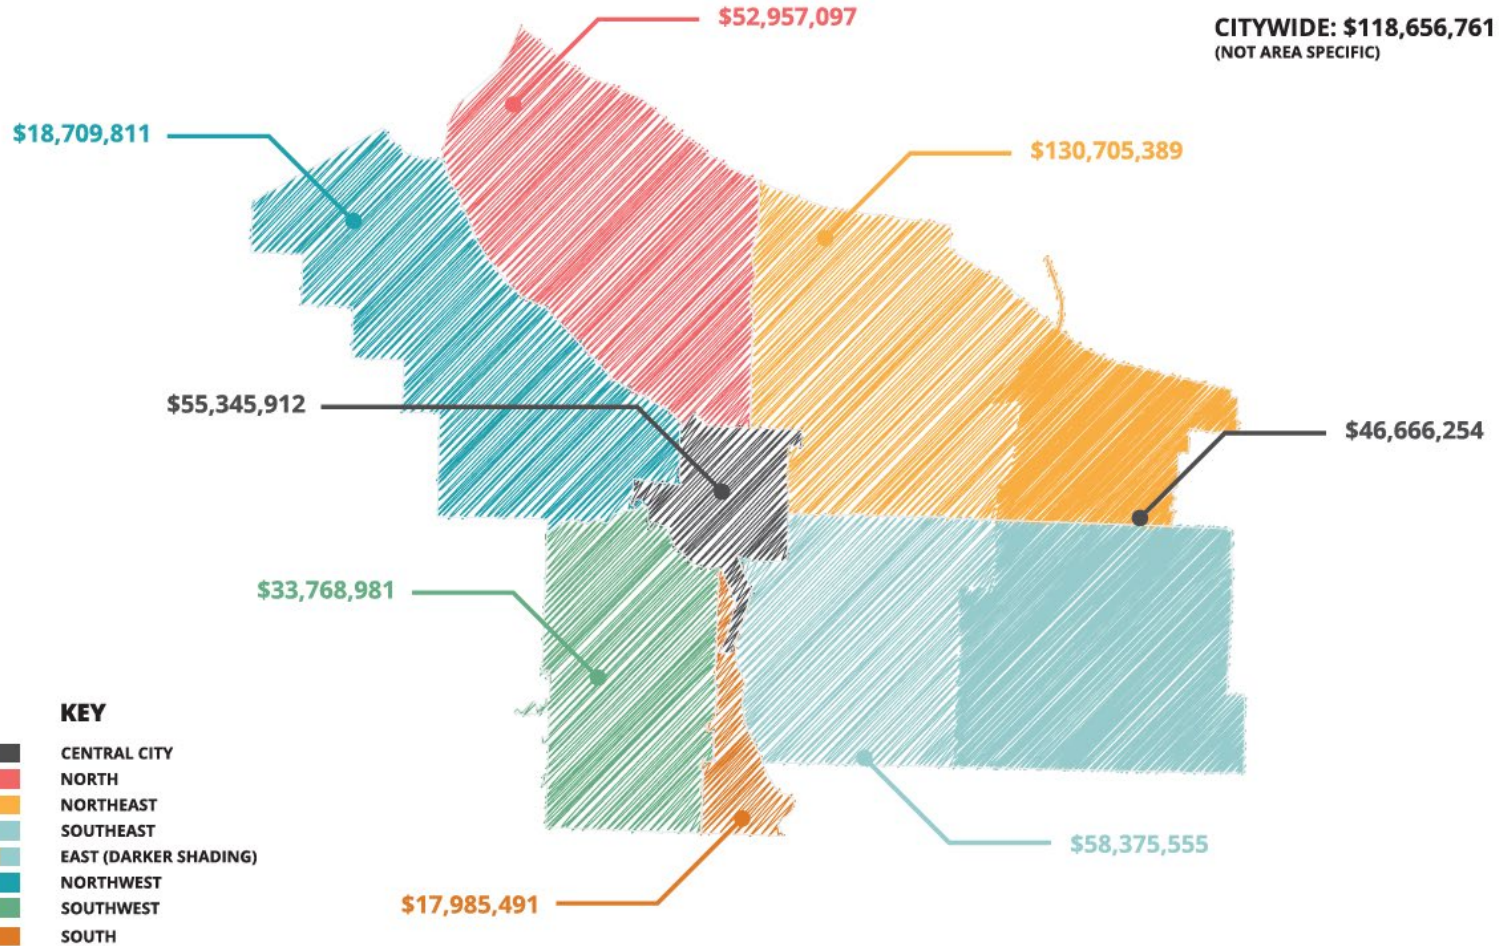 $52,957,097
CITYWIDE: $118,656,761
(NOT AREA SPECIFIC)
$18,709,811
$130,705,389
$55,345,912
$46,666,254
$33,768,981
$58,375,555
$17,985,491
KEY
CENTRAL CITY
NORTH
NORTHEAST
SOUTHEAST
EAST (DARKER SHADING)
NORTHWEST
SOUTHWEST
SOUTH